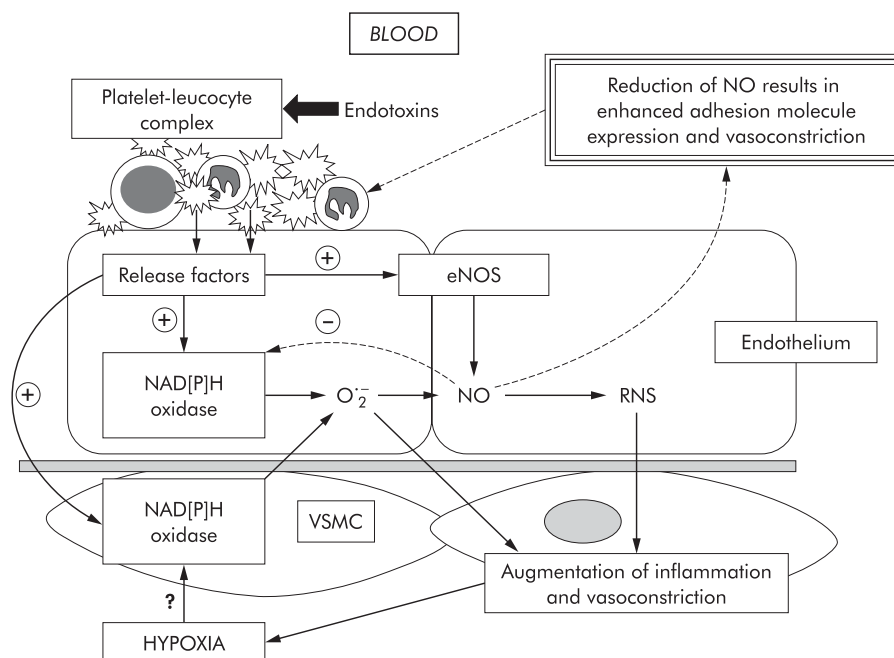 BLOOD
Platelet-leucocyte
complex
Endotoxins
Reduction of NO results in
enhanced adhesion molecule
expression and vasoconstriction
Release factors
+
eNOS
+
−
Endothelium
NAD[P]H
oxidase
+
O₂˙⁻
NO
RNS
NAD[P]H
oxidase
VSMC
Augmentation of inflammation
and vasoconstriction
?
HYPOXIA